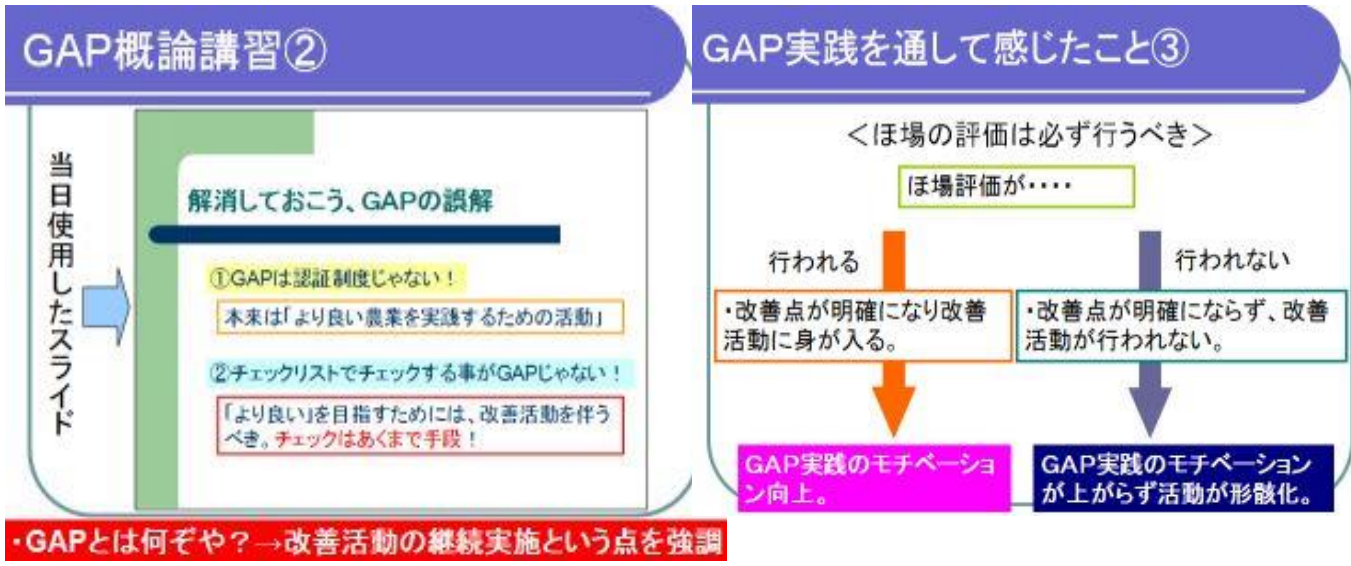 GAP概論講習②
当日使用したスライド
解消しておこう、GAPの誤解
①GAPは認証制度じゃない！
本来は「より良い農業を実践するための活動」
②チェックリストでチェックする事がGAPじゃない！
「より良い」を目指すためには、改善活動を伴う
べき。チェックはあくまで手段！
・GAPとは何ぞや？→改善活動の継続実施という点を強調
GAP実践を通して感じたこと③
＜ほ場の評価は必ず行うべき＞
ほ場評価が・・・・
行われる
・改善点が明確になり改善
活動に身が入る。
GAP実践のモチベーショ
ン向上。
行われない
・改善点が明確にならず、改善
活動が行われない。
GAP実践のモチベーション
が上がらず活動が形骸化。